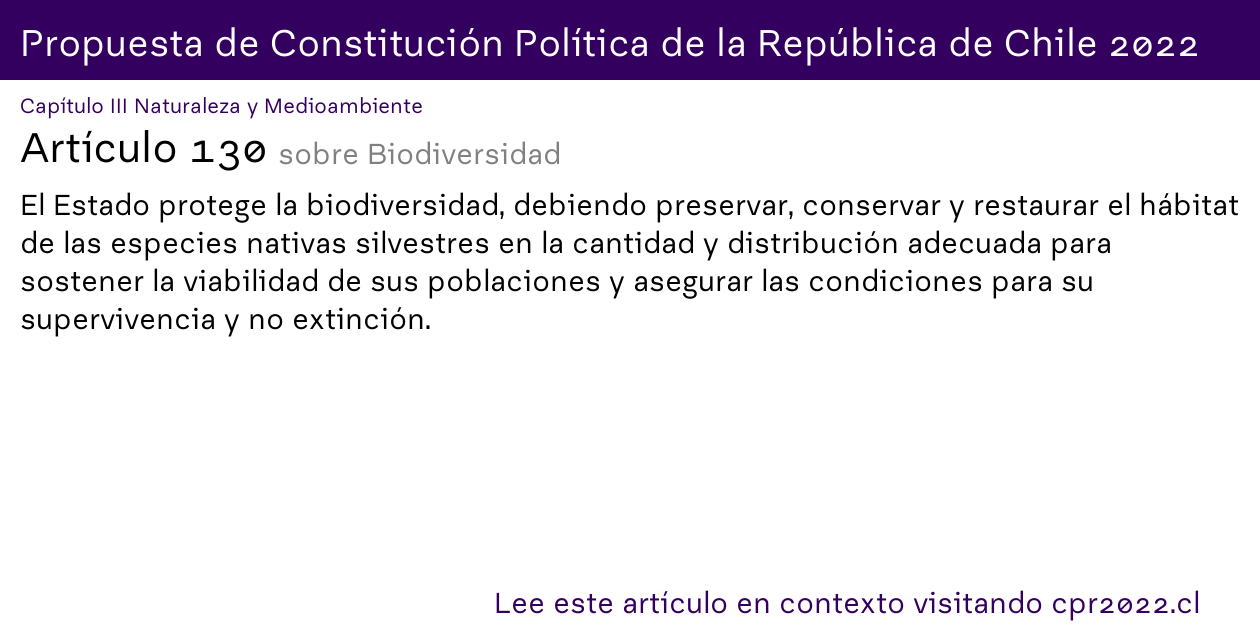 Propuesta de Constitución Política de la República de Chile 2022
Capítulo III Naturaleza y Medioambiente
Artículo 130 sobre Biodiversidad
El Estado protege la biodiversidad, debiendo preservar, conservar y restaurar el hábitat
de las especies nativas silvestres en la cantidad y distribución adecuada para
sostener la viabilidad de sus poblaciones y asegurar las condiciones para su
supervivencia y no extinción.
Lee este artículo en contexto visitando cpr2022.cl